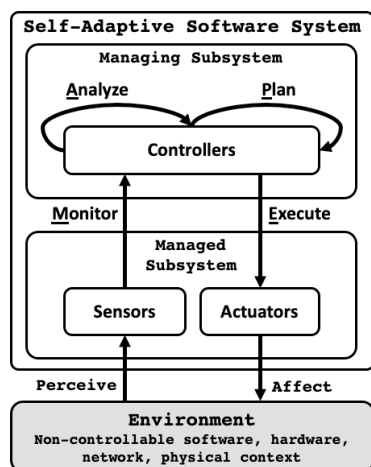 Self-Adaptive Software System
Managing Subsystem
Analyze
Plan
Controllers
Monitor
Execute
Managed
Subsystem
Sensors
Actuators
Perceive
Affect
Environment
Non-controllable software, hardware,
network, physical context